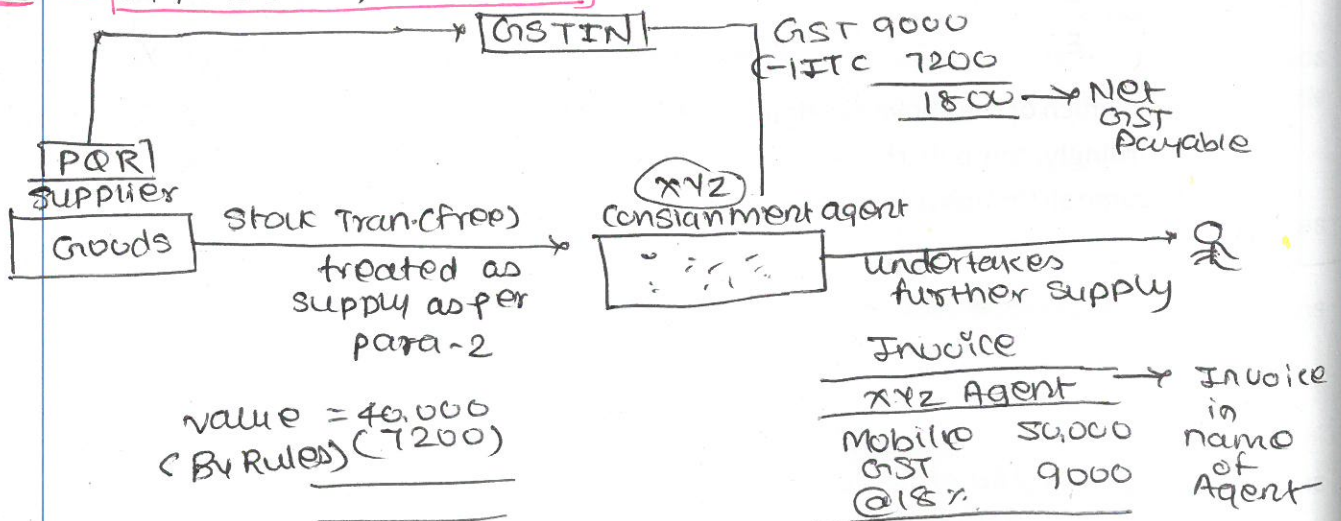 GSTIN
GST 9000
(-) ITC 7200
1800 → Net
GST
Payable
PQR
Supplier
Goods
Stock Tran.(free)
treated as
supply as per
para-2
XYZ
Consianment agent
undertakes
further supply
value = 40,000
(By Rules) (7200)
Invoice
XYZ Agent → Invoice
in
name
of
Agent
Mobile 50,000
GST 9000
@18%